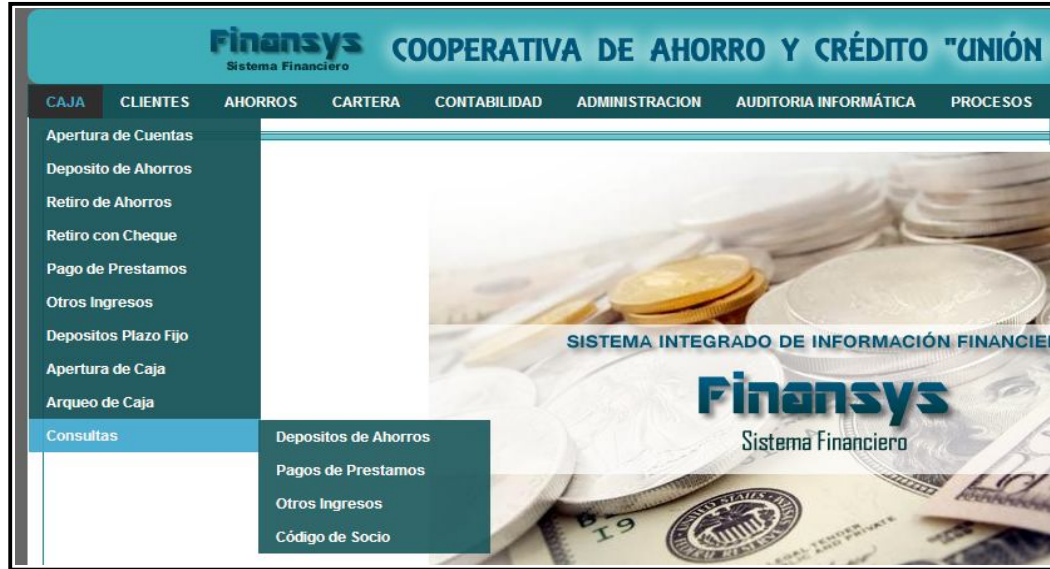 Finansys
Sistema Financiero
COOPERATIVA DE AHORRO Y CRÉDITO "UNIÓN
CAJA CLIENTES AHORROS CARTERA CONTABILIDAD ADMINISTRACION AUDITORIA INFORMÁTICA PROCESOS
Apertura de Cuentas
Deposito de Ahorros
Retiro de Ahorros
Retiro con Cheque
Pago de Prestamos
Otros Ingresos
Depositos Plazo Fijo
Apertura de Caja
Arqueo de Caja
Consultas
Depositos de Ahorros
Pagos de Prestamos
Otros Ingresos
Código de Socio
SISTEMA INTEGRADO DE INFORMACIÓN FINANCIE
Finansys
Sistema Financiero